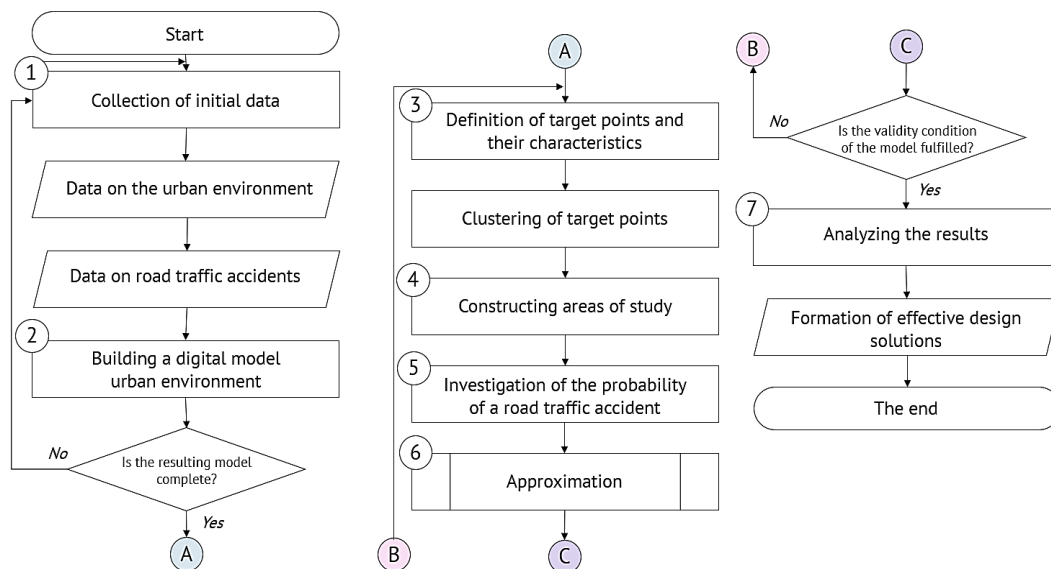 Start
1
Collection of initial data
Data on the urban environment
Data on road traffic accidents
2
Building a digital model
urban environment
No
Is the resulting model
complete?
Yes
A
A
3
Definition of target points and
their characteristics
Clustering of target points
4
Constructing areas of study
5
Investigation of the probability
of a road traffic accident
6
Approximation
B
C
B
C
No
Is the validity condition
of the model fulfilled?
Yes
7
Analyzing the results
Formation of effective design
solutions
The end